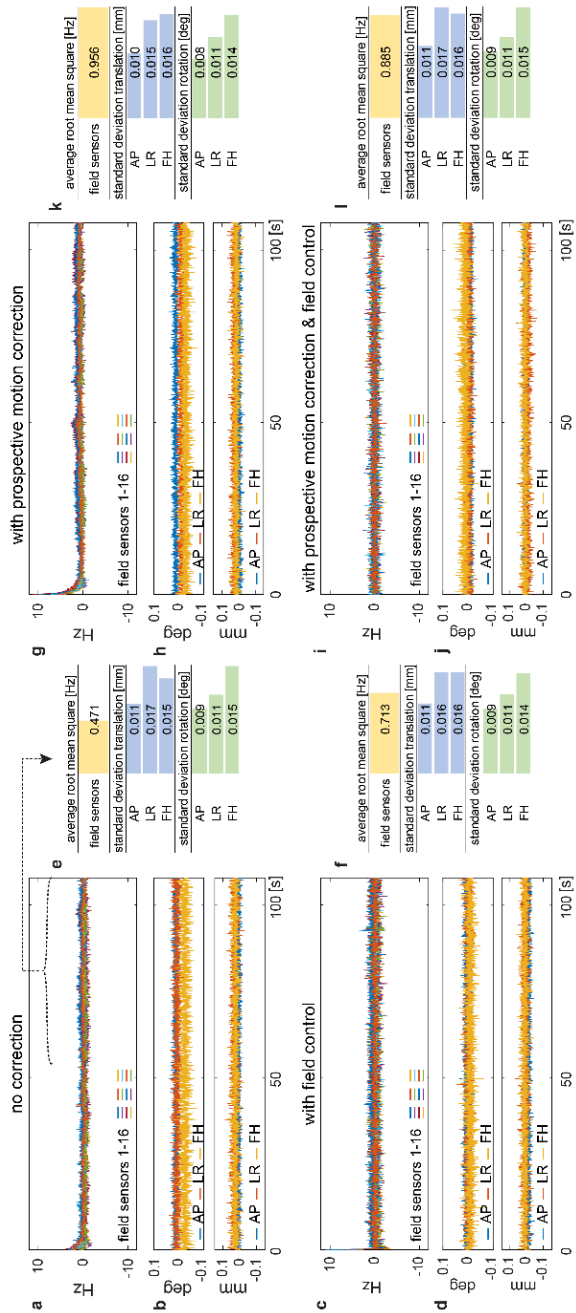 no correction
a
10
0
-10
Hz
field sensors 1-16
b
0.1
0
-0.1
deg
AP LR FH
0.1
0
-0.1
mm
0
50
100 [s]
e
average root mean square [Hz]
field sensors 0.471
standard deviation translation [mm]
AP 0.011
LR 0.017
FH 0.015
standard deviation rotation [deg]
AP 0.009
LR 0.011
FH 0.015
with prospective motion correction
g
10
0
-10
Hz
field sensors 1-16
h
0.1
0
-0.1
deg
AP LR FH
0.1
0
-0.1
mm
0
50
100 [s]
k
average root mean square [Hz]
field sensors 0.956
standard deviation translation [mm]
AP 0.010
LR 0.015
FH 0.016
standard deviation rotation [deg]
AP 0.008
LR 0.011
FH 0.014
with field control
c
10
0
-10
Hz
field sensors 1-16
d
0.1
0
-0.1
deg
AP LR FH
0.1
0
-0.1
mm
0
50
100 [s]
f
average root mean square [Hz]
field sensors 0.713
standard deviation translation [mm]
AP 0.011
LR 0.016
FH 0.016
standard deviation rotation [deg]
AP 0.009
LR 0.011
FH 0.014
with prospective motion correction & field control
i
10
0
-10
Hz
field sensors 1-16
j
0.1
0
-0.1
deg
AP LR FH
0.1
0
-0.1
mm
0
50
100 [s]
l
average root mean square [Hz]
field sensors 0.885
standard deviation translation [mm]
AP 0.011
LR 0.017
FH 0.016
standard deviation rotation [deg]
AP 0.009
LR 0.011
FH 0.015